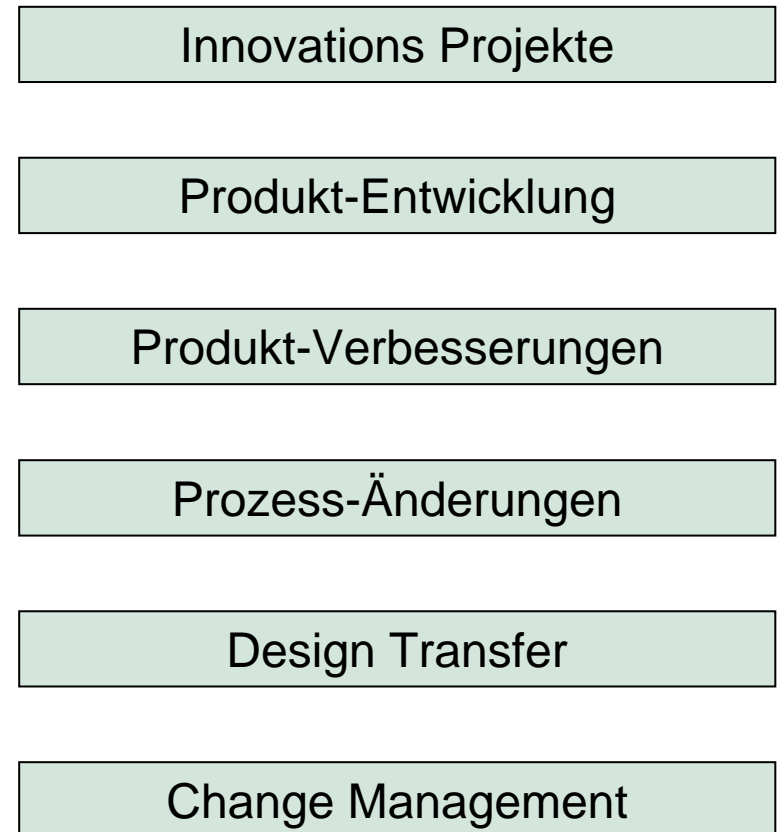 Innovations Projekte
Produkt-Entwicklung
Produkt-Verbesserungen
Prozess-Änderungen
Design Transfer
Change Management